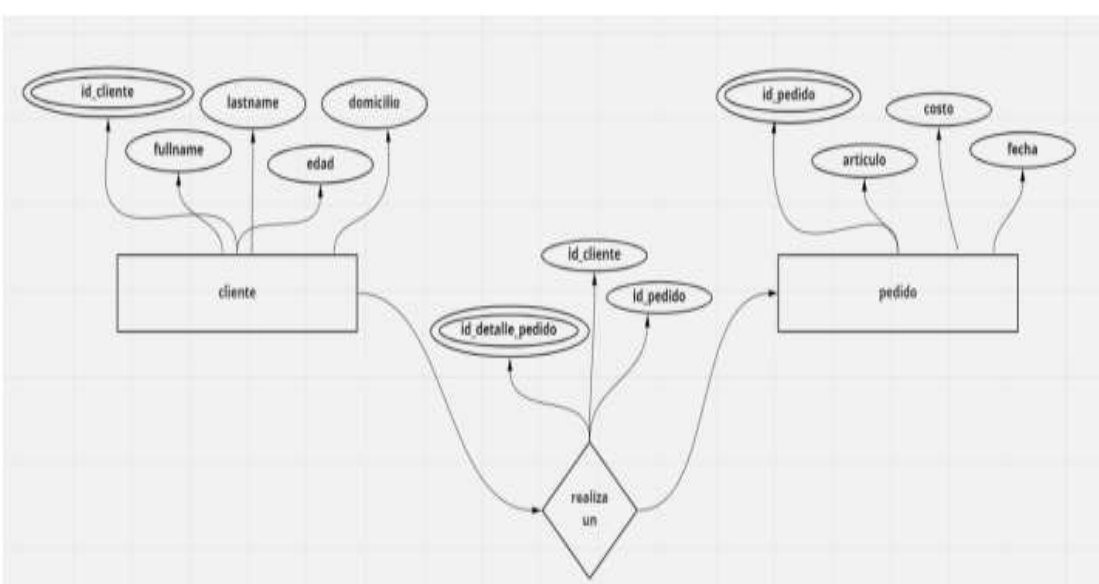 id_cliente
lastname
domicilio
fullname
edad
cliente
id_cliente
id_pedido
id_detalle_pedido
realiza
un
id_pedido
costo
articulo
fecha
pedido